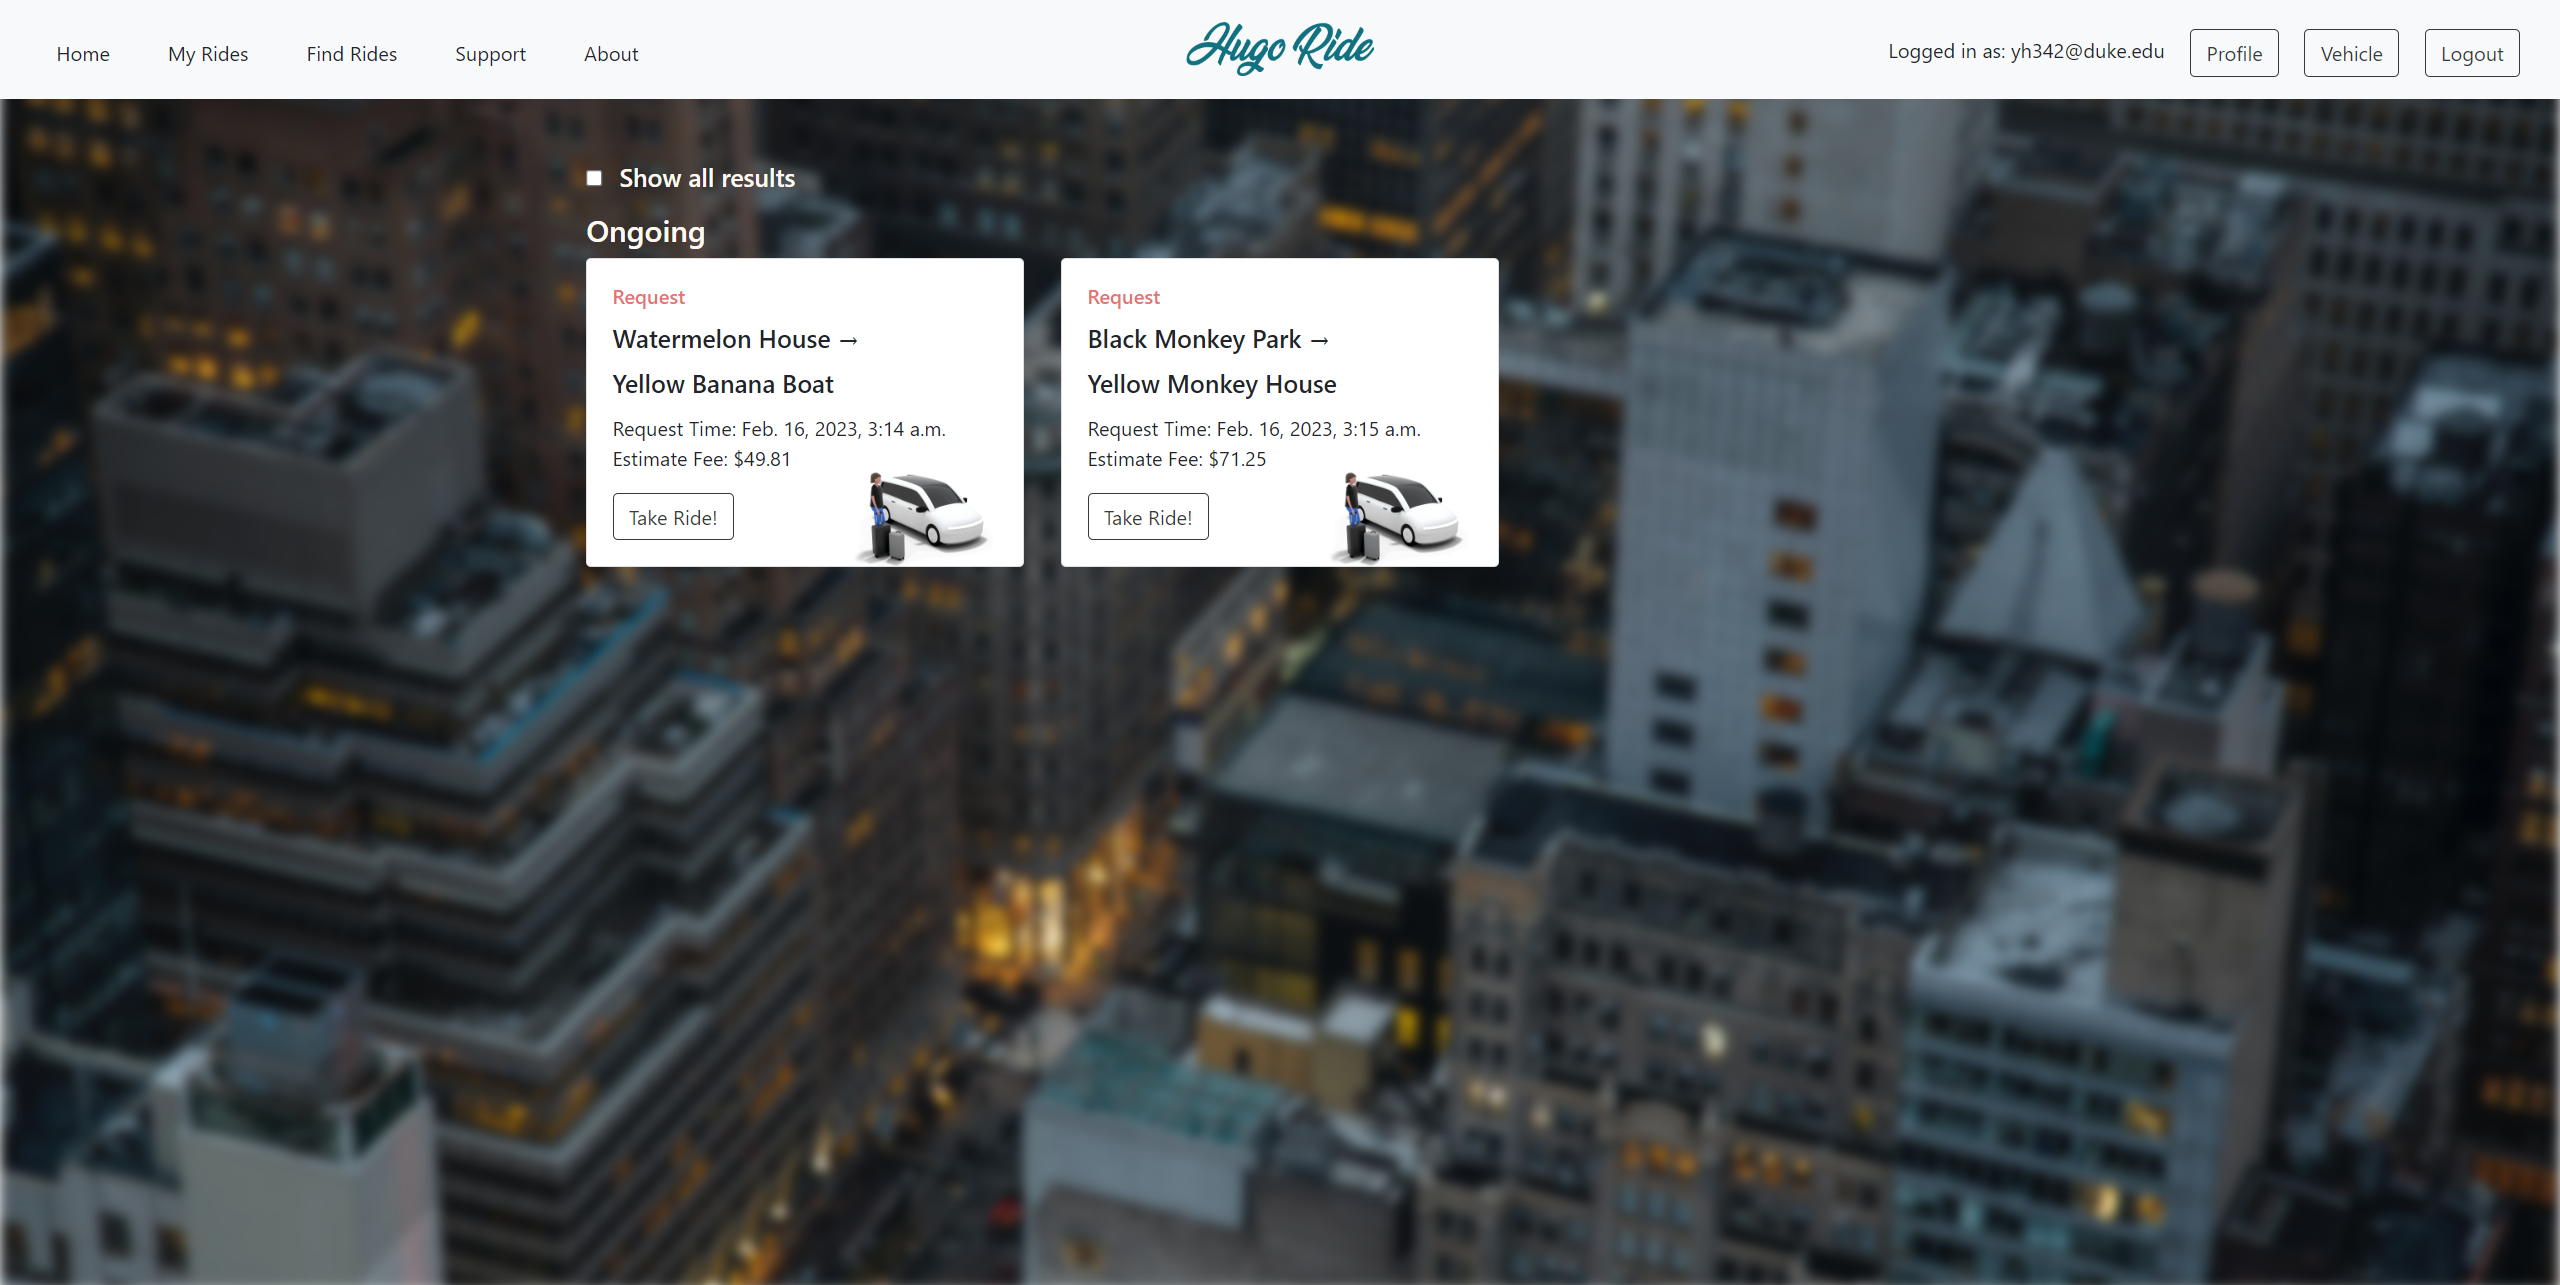 Home
My Rides
Find Rides
Support
About
Hugo Ride
Logged in as: yh342@duke.edu
Profile
Vehicle
Logout
Show all results
Ongoing
Request
Watermelon House →
Yellow Banana Boat
Request Time: Feb. 16, 2023, 3:14 a.m.
Estimate Fee: $49.81
Take Ride!
Request
Black Monkey Park →
Yellow Monkey House
Request Time: Feb. 16, 2023, 3:15 a.m.
Estimate Fee: $71.25
Take Ride!